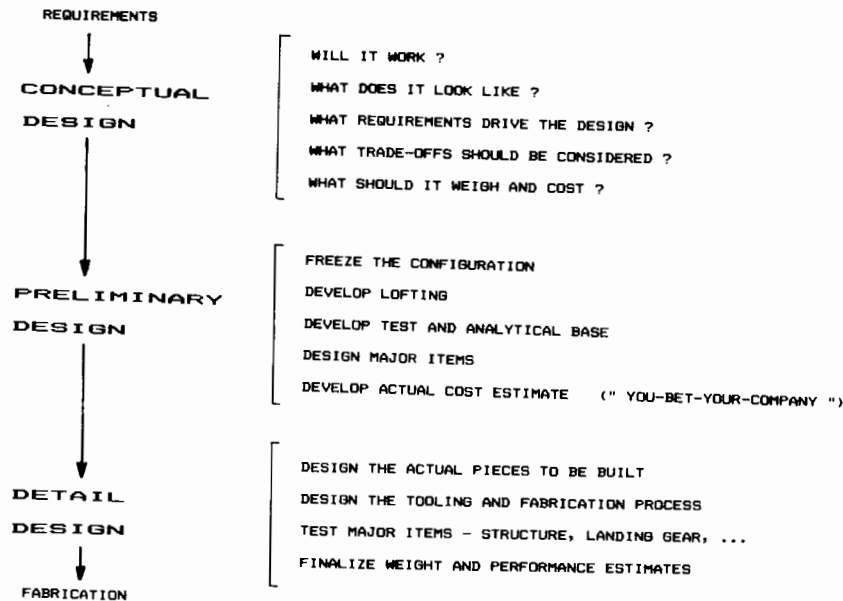 REQUIREMENTS
CONCEPTUAL
DESIGN
WILL IT WORK ?
WHAT DOES IT LOOK LIKE ?
WHAT REQUIREMENTS DRIVE THE DESIGN ?
WHAT TRADE-OFFS SHOULD BE CONSIDERED ?
WHAT SHOULD IT WEIGH AND COST ?
PRELIMINARY
DESIGN
FREEZE THE CONFIGURATION
DEVELOP LOFTING
DEVELOP TEST AND ANALYTICAL BASE
DESIGN MAJOR ITEMS
DEVELOP ACTUAL COST ESTIMATE (" YOU-BET-YOUR-COMPANY ")
DETAIL
DESIGN
DESIGN THE ACTUAL PIECES TO BE BUILT
DESIGN THE TOOLING AND FABRICATION PROCESS
TEST MAJOR ITEMS - STRUCTURE, LANDING GEAR, ...
FINALIZE WEIGHT AND PERFORMANCE ESTIMATES
FABRICATION